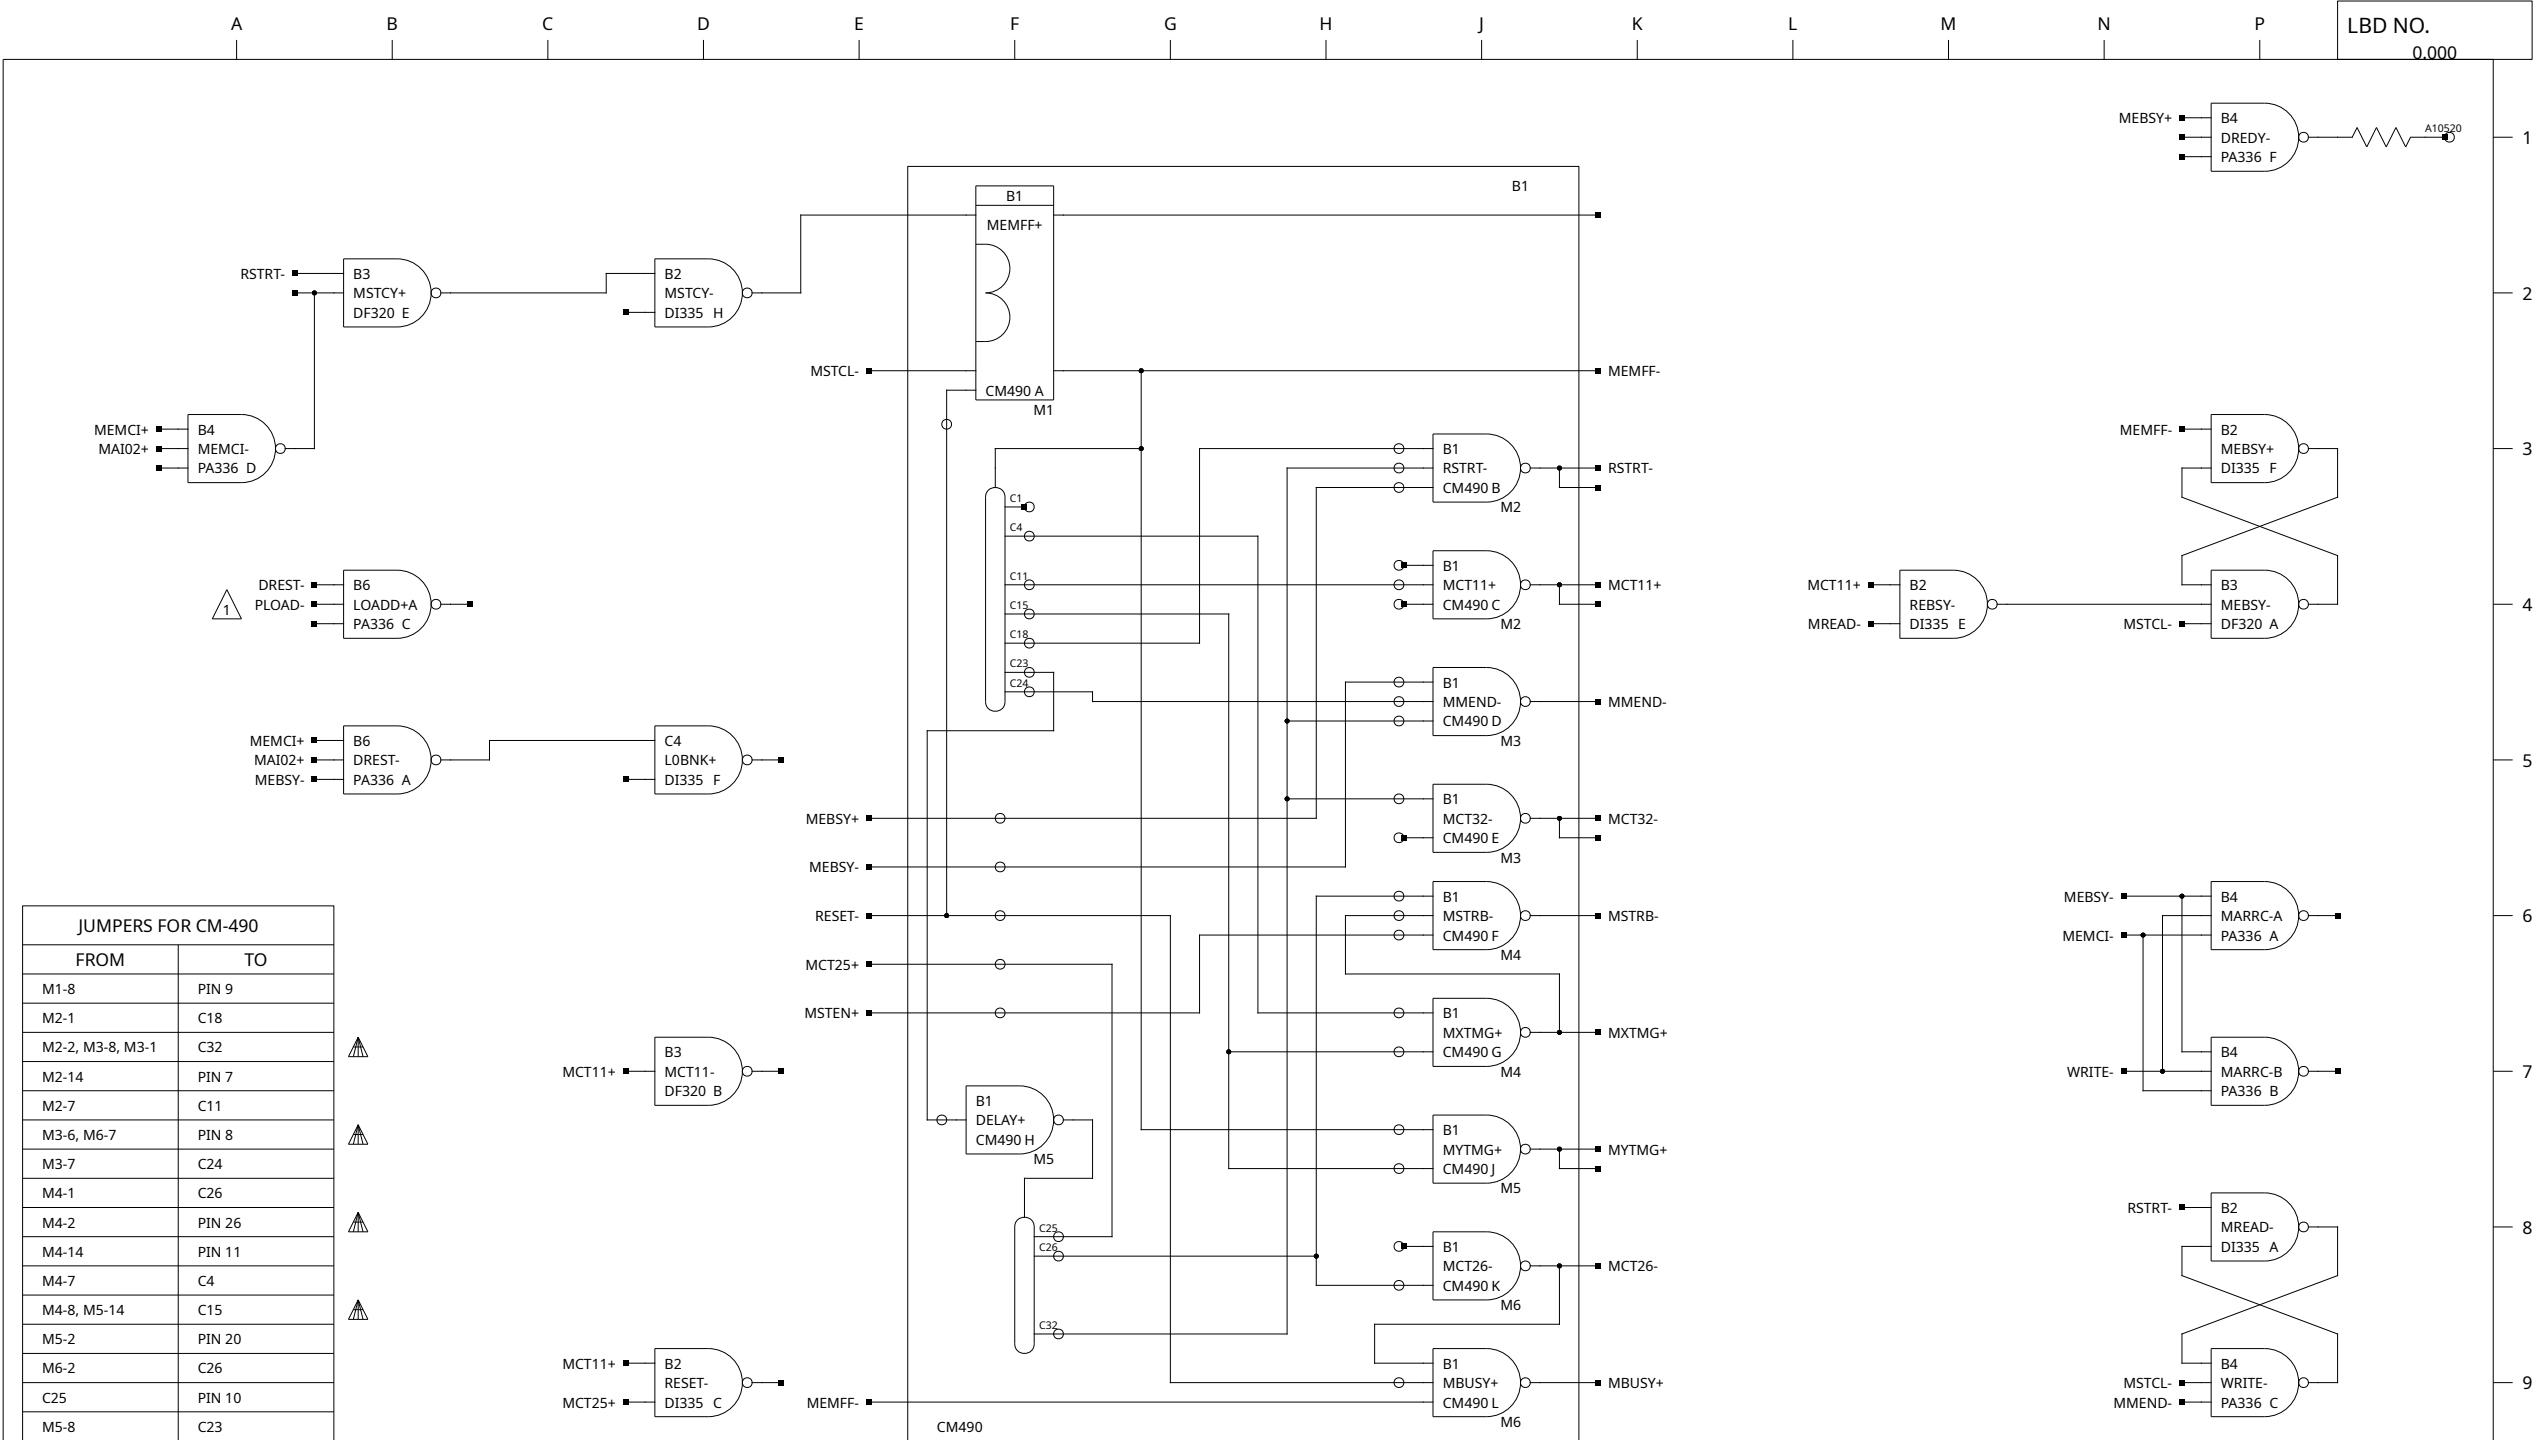 A B C D E F G H J K L M N P
LBD NO.
0.000
1
2
3
4
5
6
7
8
9
MEBSY+
B4
DREDY-
PA336 F
A10520
B1
B1
MEMFF+
CM490 A
M1
RSTRT-
B3
MSTCY+
DF320 E
B2
MSTCY-
DI335 H
MSTCL-
MEMFF-
MEMCI+
MAI02+
B4
MEMCI-
PA336 D
C1
C4
C11
C15
C18
C23
C24
B1
RSTRT-
CM490 B
M2
RSTRT-
MEMFF-
B2
MEBSY+
DI335 F
1
DREST-
PLOAD-
B6
LOADD+A
PA336 C
B1
MCT11+
CM490 C
M2
MCT11+
MCT11+
MREAD-
B2
REBSY-
DI335 E
MSTCL-
B3
MEBSY-
DF320 A
B1
MMEND-
CM490 D
M3
MMEND-
MEMCI+
MAI02+
MEBSY-
B6
DREST-
PA336 A
C4
L0BNK+
DI335 F
MEBSY+
MEBSY-
RESET-
MCT25+
MSTEN+
B1
MCT32-
CM490 E
M3
MCT32-
B1
MSTRB-
CM490 F
M4
MSTRB-
MEBSY-
MEMCI-
B4
MARRC-A
PA336 A
B1
MXTMG+
CM490 G
M4
MXTMG+
MCT11+
B3
MCT11-
DF320 B
WRITE-
B4
MARRC-B
PA336 B
B1
DELAY+
CM490 H
M5
B1
MYTMG+
CM490 J
M5
MYTMG+
C25
C26
C32
B1
MCT26-
CM490 K
M6
MCT26-
RSTRT-
B2
MREAD-
DI335 A
MCT11+
MCT25+
B2
RESET-
DI335 C
MEMFF-
B1
MBUSY+
CM490 L
M6
MBUSY+
MSTCL-
MMEND-
B4
WRITE-
PA336 C
CM490
JUMPERS FOR CM-490
FROM TO
M1-8 PIN 9
M2-1 C18
M2-2, M3-8, M3-1 C32
M2-14 PIN 7
M2-7 C11
M3-6, M6-7 PIN 8
M3-7 C24
M4-1 C26
M4-2 PIN 26
M4-14 PIN 11
M4-7 C4
M4-8, M5-14 C15
M5-2 PIN 20
M6-2 C26
C25 PIN 10
M5-8 C23